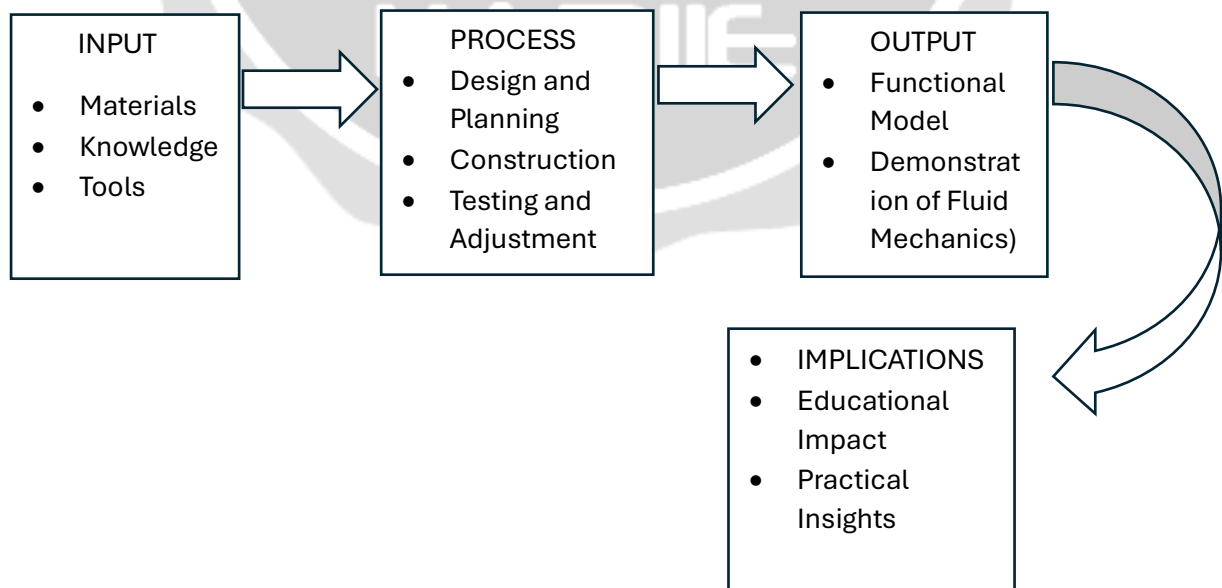 INPUT
• Materials
• Knowledge
• Tools
PROCESS
• Design and
Planning
• Construction
• Testing and
Adjustment
OUTPUT
• Functional
Model
• Demonstrat
ion of Fluid
Mechanics)
• IMPLICATIONS
• Educational
Impact
• Practical
Insights